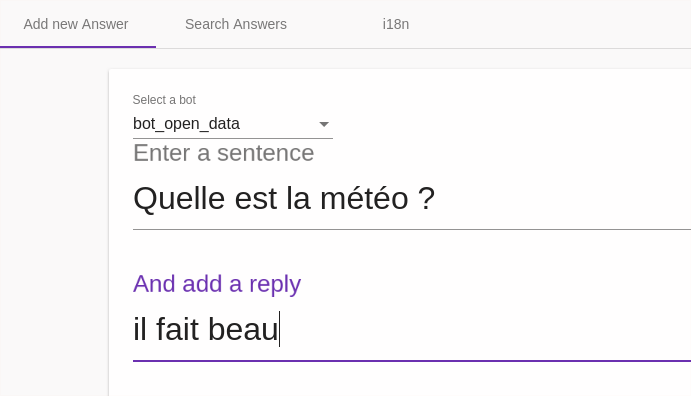 Add new Answer Search Answers i18n
Select a bot
bot_open_data
Enter a sentence
Quelle est la météo ?
And add a reply
il fait beau